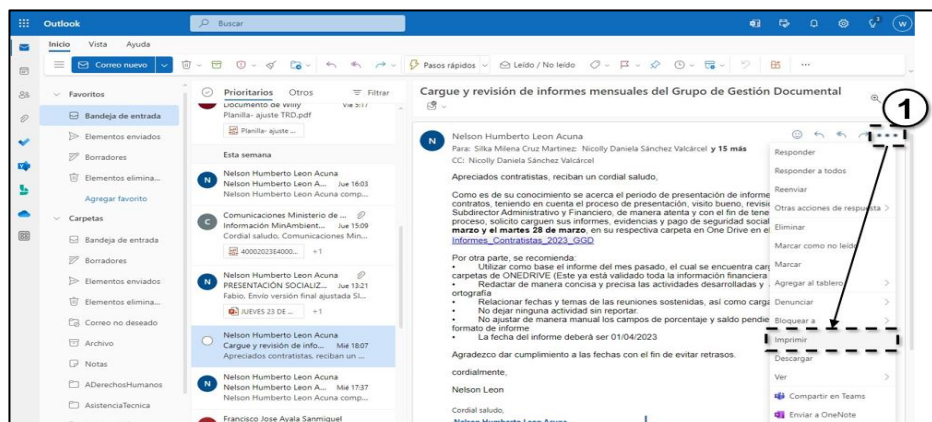 Outlook
Buscar
W
Inicio Vista Ayuda
Correo nuevo
Pasos rápidos
Leído / No leído
Favoritos
Bandeja de entrada
Elementos enviados
Borradores
Elementos elimina...
Agregar favorito
Carpetas
Bandeja de entrada
Borradores
Elementos enviados
Elementos elimina...
Correo no deseado
Archivo
Notas
ADerechosHumanos
AsistenciaTecnica
Prioritarios Otros Filtrar
Documento de Willy Vie 5:17
Planilla- ajuste TRD.pdf
Planilla- ajuste ...
Esta semana
N
Nelson Humberto Leon Acuna
Nelson Humberto Leon A... Jue 16:03
Nelson Humberto Leon Acuna comp...
C
Comunicaciones Ministerio de ...
Información MinAmbient... Jue 15:09
Cordial saludo, Comunicaciones Min...
40002023E4000... +1
N
Nelson Humberto Leon Acuna
PRESENTACIÓN SOCIALIZ... Jue 13:21
Fabio, Envío versión final ajustada Sl...
JUEVES 23 DE ... +1
Nelson Humberto Leon Acuna
Cargue y revisión de info... Mié 18:07
Apreciados contratistas, reciban un ...
N
Nelson Humberto Leon Acuna
Nelson Humberto Leon A... Mié 17:37
Nelson Humberto Leon Acuna comp...
Francisco Jose Ayala Sanmiguel
Cargue y revisión de informes mensuales del Grupo de Gestión Documental
1
N
Nelson Humberto Leon Acuna
Para: Silka Milena Cruz Martinez; Nicolly Daniela Sánchez Valcárcel y 15 más
CC: Nicolly Daniela Sánchez Valcárcel
Apreciados contratistas, reciban un cordial saludo,
Como es de su conocimiento se acerca el periodo de presentación de informe
contratos, teniendo en cuenta el proceso de presentación, visito bueno, revisi
Subdirector Administrativo y Financiero, de manera atenta y con el fin de tene
proceso, solicito carguen sus informes, evidencias y pago de seguridad social
marzo y el martes 28 de marzo, en su respectiva carpeta en One Drive en el
Informes_Contratistas_2023_GGD
Por otra parte, se recomienda:
• Utilizar como base el informe del mes pasado, el cual se encuentra carg
carpetas de ONEDRIVE (Este ya está validado toda la información financiera
• Redactar de manera concisa y precisa las actividades desarrolladas y
ortografía
• Relacionar fechas y temas de las reuniones sostenidas, así como carga
• No dejar ninguna actividad sin reportar.
• No ajustar de manera manual los campos de porcentaje y saldo pendie
formato de informe
• La fecha del informe deberá ser 01/04/2023
Agradezco dar cumplimiento a las fechas con el fin de evitar retrasos.
cordialmente,
Nelson Leon
Cordial saludo,
Nelson Humberto Leon Acuna
Responder
Responder a todos
Reenviar
Otras acciones de respuesta
Eliminar
Marcar como no leído
Marcar
Agregar al tablero
Denunciar
Bloquear a
Imprimir
Descargar
Ver
Compartir en Teams
Enviar a OneNote